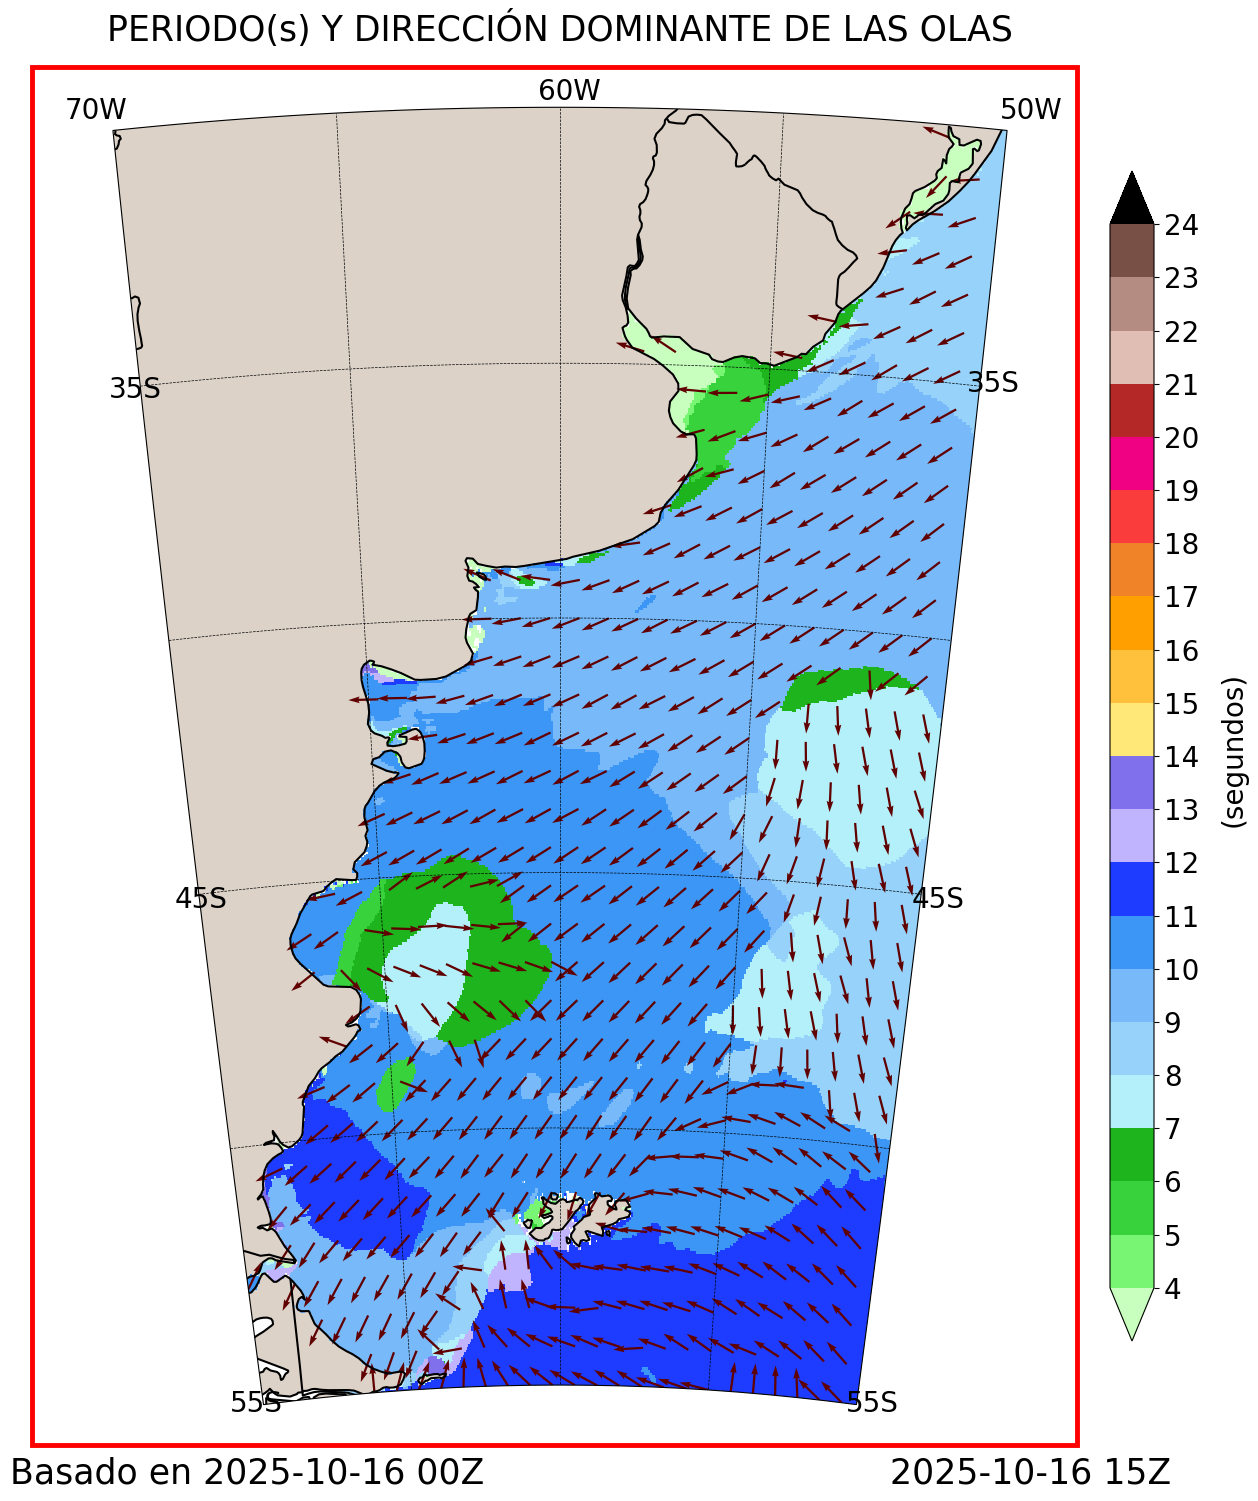 PERIODO(s) Y DIRECCIÓN DOMINANTE DE LAS OLAS
70W
60W
50W
35S
35S
45S
45S
55S
55S
24
23
22
21
20
19
18
17
16
15
14
13
12
11
10
9
8
7
6
5
4
(segundos)
Basado en 2025-10-16 00Z
2025-10-16 15Z